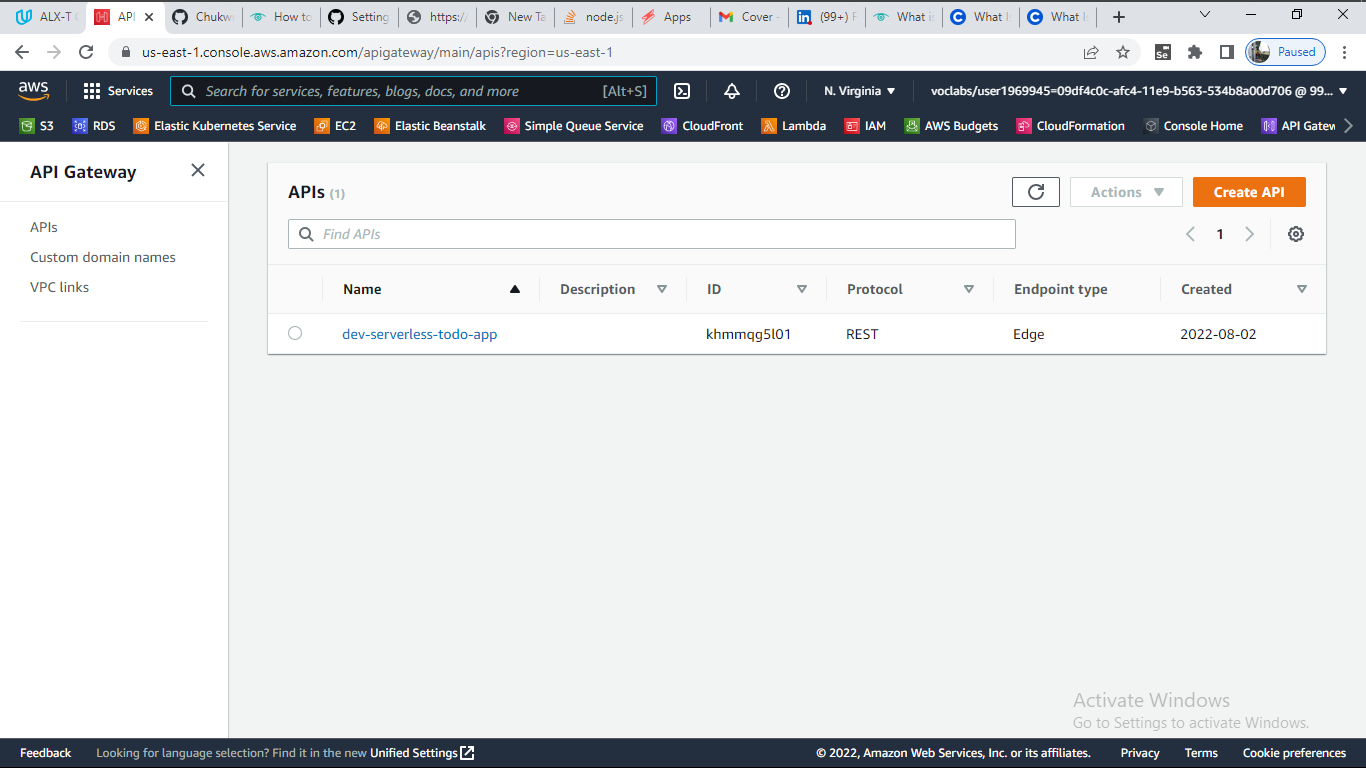 ALX-T API Chukw How to Setting https:// New Ta node.js Apps Cover - (99+) F What is What I What I
us-east-1.console.aws.amazon.com/apigateway/main/apis?region=us-east-1 Se Paused
aws Services Search for services, features, blogs, docs, and more [Alt+S] N. Virginia voclabs/user1969945=09df4c0c-afc4-11e9-b563-534b8a00d706 @ 99...
S3 RDS Elastic Kubernetes Service EC2 Elastic Beanstalk Simple Queue Service CloudFront Lambda IAM AWS Budgets CloudFormation Console Home API Gatew
API Gateway
APIs
Custom domain names
VPC links
APIs (1) Actions Create API
Find APIs 1
Name Description ID Protocol Endpoint type Created
dev-serverless-todo-app khmmqg5l01 REST Edge 2022-08-02
Activate Windows
Go to Settings to activate Windows.
Feedback Looking for language selection? Find it in the new Unified Settings © 2022, Amazon Web Services, Inc. or its affiliates. Privacy Terms Cookie preferences